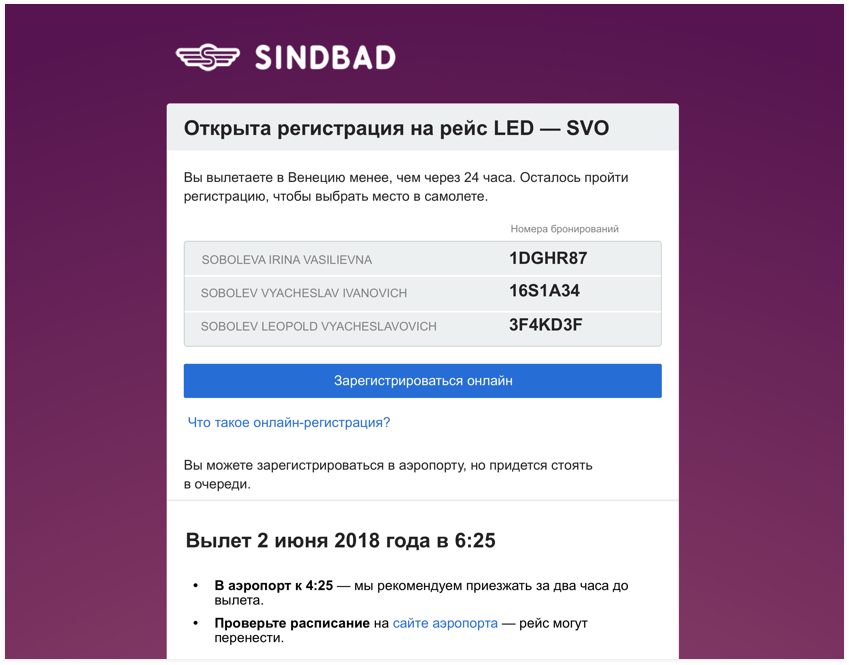 SINDBAD
Открыта регистрация на рейс LED — SVO
Вы вылетаете в Венецию менее, чем через 24 часа. Осталось пройти
регистрацию, чтобы выбрать место в самолете.
Номера бронирований
SOBOLEVA IRINA VASILIEVNA 1DGHR87
SOBOLEV VYACHESLAV IVANOVICH 16S1A34
SOBOLEV LEOPOLD VYACHESLAVOVICH 3F4KD3F
Зарегистрироваться онлайн
Что такое онлайн-регистрация?
Вы можете зарегистрироваться в аэропорту, но придется стоять
в очереди.
Вылет 2 июня 2018 года в 6:25
• В аэропорт к 4:25 — мы рекомендуем приезжать за два часа до
вылета.
• Проверьте расписание на сайте аэропорта — рейс могут
перенести.